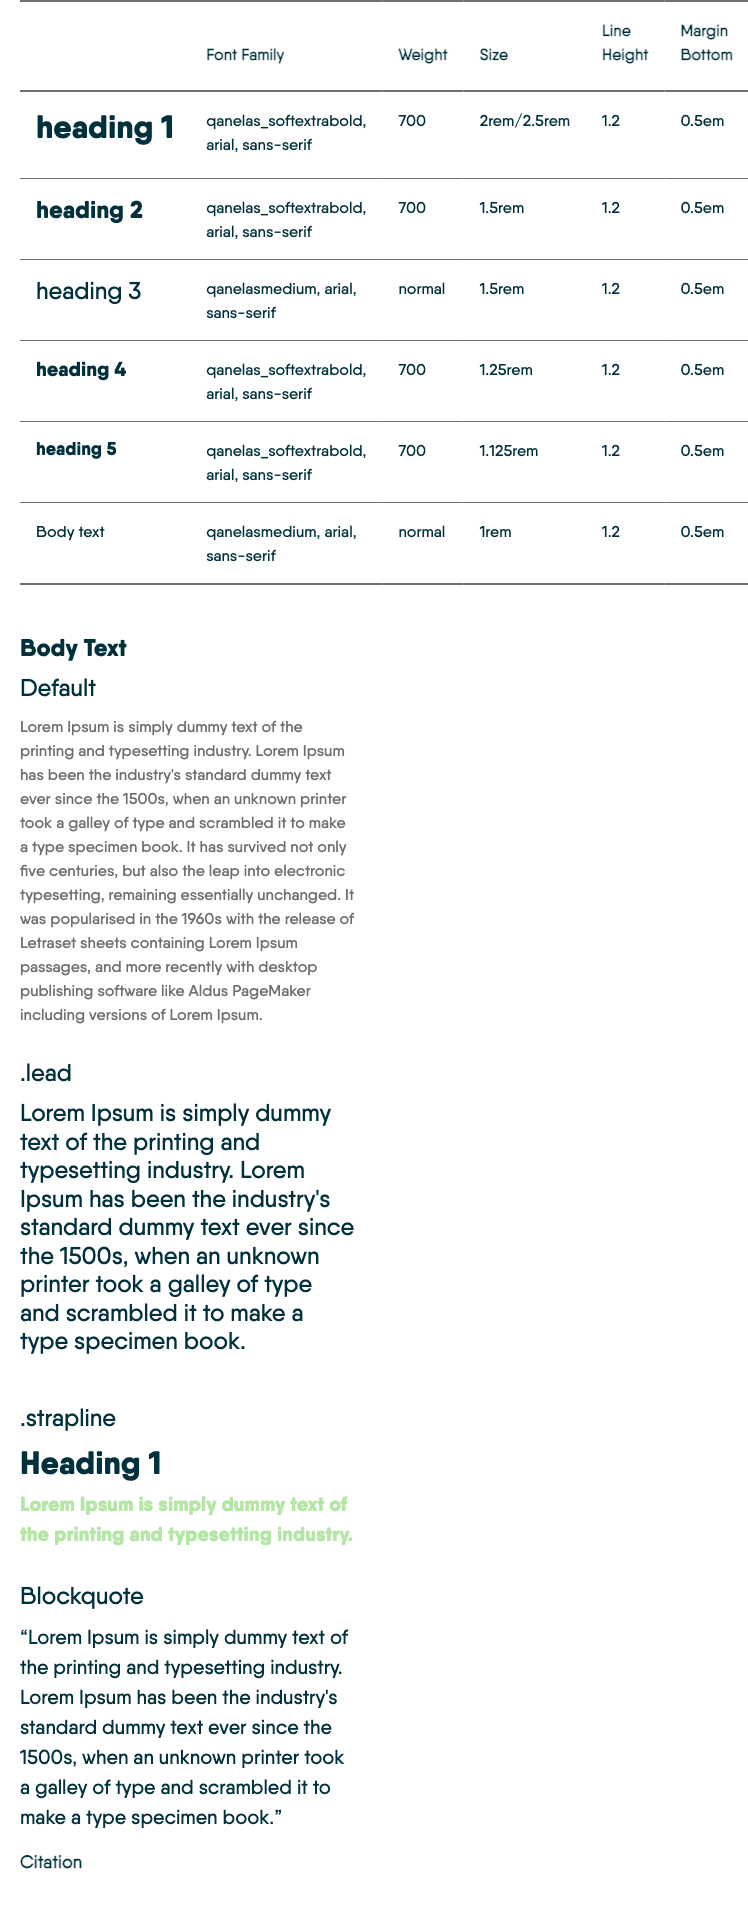 Font Family Weight Size Line Height Margin Bottom
heading 1 qanelas_softextrabold, 700 2rem/2.5rem 1.2 0.5em
arial, sans-serif
heading 2 qanelas_softextrabold, 700 1.5rem 1.2 0.5em
arial, sans-serif
heading 3 qanelasmedium, arial, normal 1.5rem 1.2 0.5em
sans-serif
heading 4 qanelas_softextrabold, 700 1.25rem 1.2 0.5em
arial, sans-serif
heading 5 qanelas_softextrabold, 700 1.125rem 1.2 0.5em
arial, sans-serif
Body text qanelasmedium, arial, normal 1rem 1.2 0.5em
sans-serif
Body Text
Default
Lorem Ipsum is simply dummy text of the
printing and typesetting industry. Lorem Ipsum
has been the industry's standard dummy text
ever since the 1500s, when an unknown printer
took a galley of type and scrambled it to make
a type specimen book. It has survived not only
five centuries, but also the leap into electronic
typesetting, remaining essentially unchanged. It
was popularised in the 1960s with the release of
Letraset sheets containing Lorem Ipsum
passages, and more recently with desktop
publishing software like Aldus PageMaker
including versions of Lorem Ipsum.
.lead
Lorem Ipsum is simply dummy
text of the printing and
typesetting industry. Lorem
Ipsum has been the industry's
standard dummy text ever since
the 1500s, when an unknown
printer took a galley of type
and scrambled it to make a
type specimen book.
.strapline
Heading 1
Lorem Ipsum is simply dummy text of
the printing and typesetting industry.
Blockquote
“Lorem Ipsum is simply dummy text of
the printing and typesetting industry.
Lorem Ipsum has been the industry's
standard dummy text ever since the
1500s, when an unknown printer took
a galley of type and scrambled it to
make a type specimen book.”
Citation